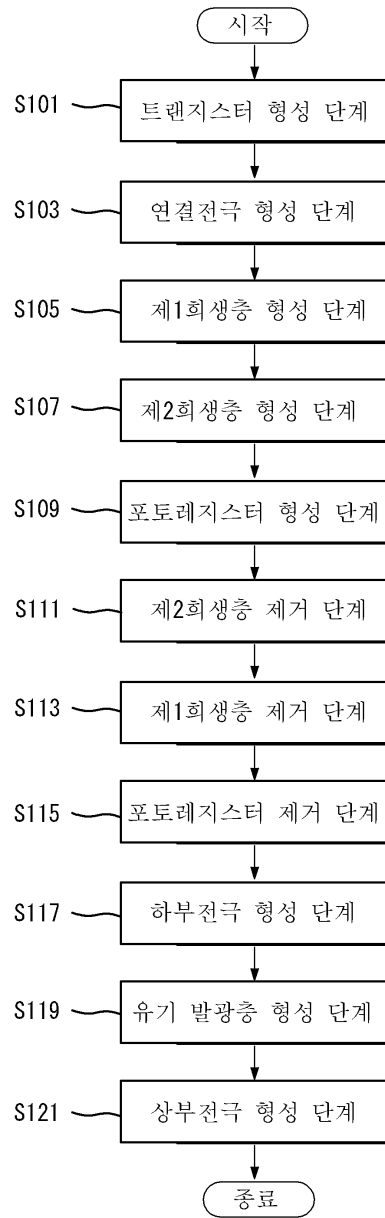 시작
S101 트랜지스터 형성 단계
S103 연결전극 형성 단계
S105 제1희생층 형성 단계
S107 제2희생층 형성 단계
S109 포토레지스터 형성 단계
S111 제2희생층 제거 단계
S113 제1희생층 제거 단계
S115 포토레지스터 제거 단계
S117 하부전극 형성 단계
S119 유기 발광층 형성 단계
S121 상부전극 형성 단계
종료